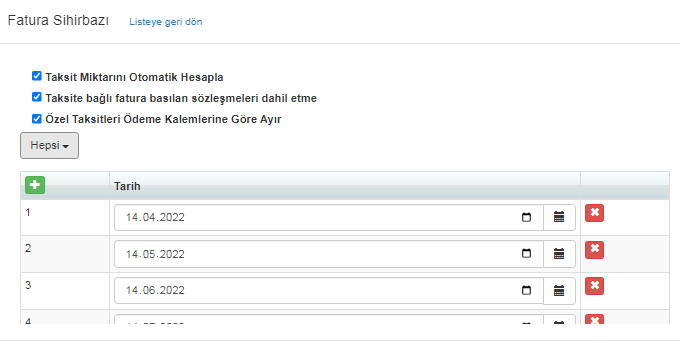 Fatura Sihirbazı Listeye geri dön
Taksit Miktarını Otomatik Hesapla
Taksite bağlı fatura basılan sözleşmeleri dahil etme
Özel Taksitleri Ödeme Kalemlerine Göre Ayır
Hepsi
Tarih
1 14.04.2022
2 14.05.2022
3 14.06.2022
4